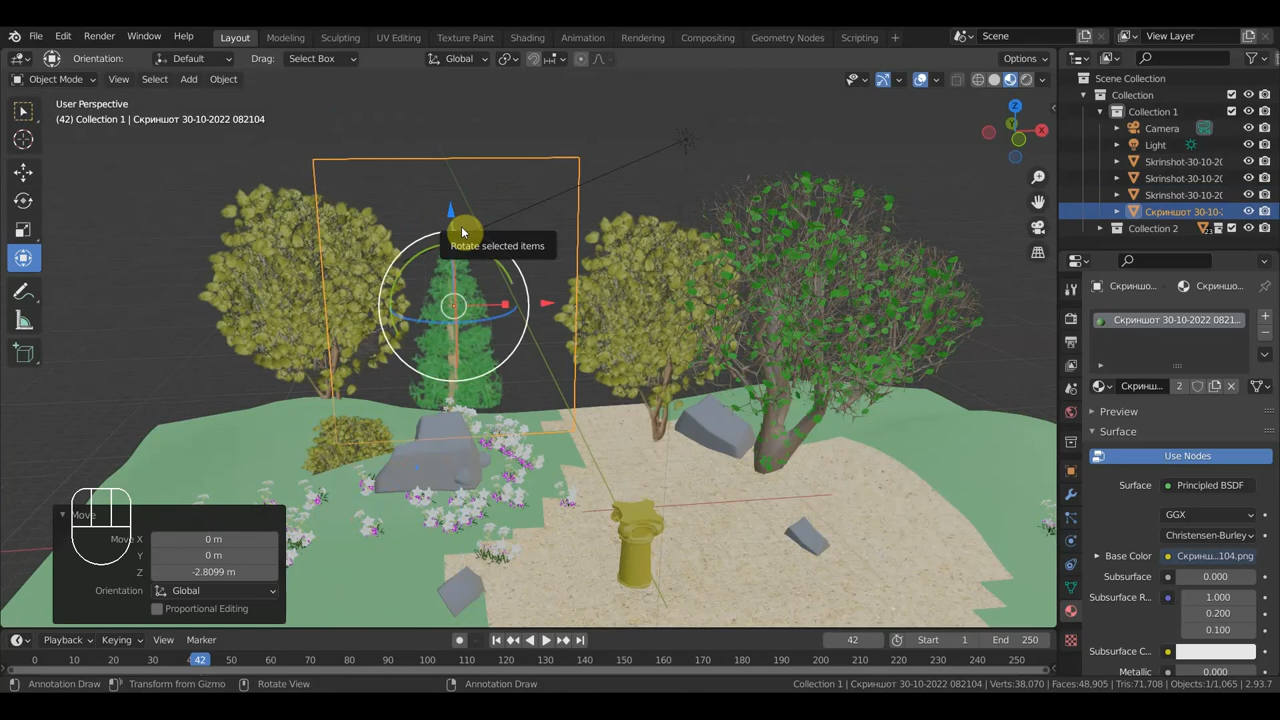 File Edit Render Window Help Layout Modeling Sculpting UV Editing Texture Paint Shading Animation Rendering Compositing Geometry Nodes Scripting + Scene View Layer
Orientation: Default Drag: Select Box Global Options
Object Mode View Select Add Object
User Perspective
(42) Collection 1 | Скриншот 30-10-2022 082104
X
Y
Z
Rotate selected items
Move
Move X 0 m
Y 0 m
Z -2.8099 m
Orientation Global
Proportional Editing
Scene Collection
Collection
Collection 1
Camera
Light
Skrinshot-30-10-20
Skrinshot-30-10-20
Skrinshot-30-10-20
Скриншот 30-10-
Collection 2 23
Скриншо... Скриншо...
Скриншот 30-10-2022 0821...
Скринш... 2
Preview
Surface
Use Nodes
Surface Principled BSDF
GGX
Christensen-Burley
Base Color Скринш...104.png
Subsurface 0.000
Subsurface R... 1.000
0.200
0.100
Subsurface C...
Metallic 0.000
Playback Keying View Marker 42 Start 1 End 250
0 10 20 30 42 50 60 70 80 90 100 110 120 130 140 150 160 170 180 190 200 210 220 230 240 250
Annotation Draw Transform from Gizmo Rotate View Annotation Draw Collection 1 | Скриншот 30-10-2022 082104 | Verts:38,070 | Faces:48,905 | Tris:71,708 | Objects:1/1,065 | 2.93.7